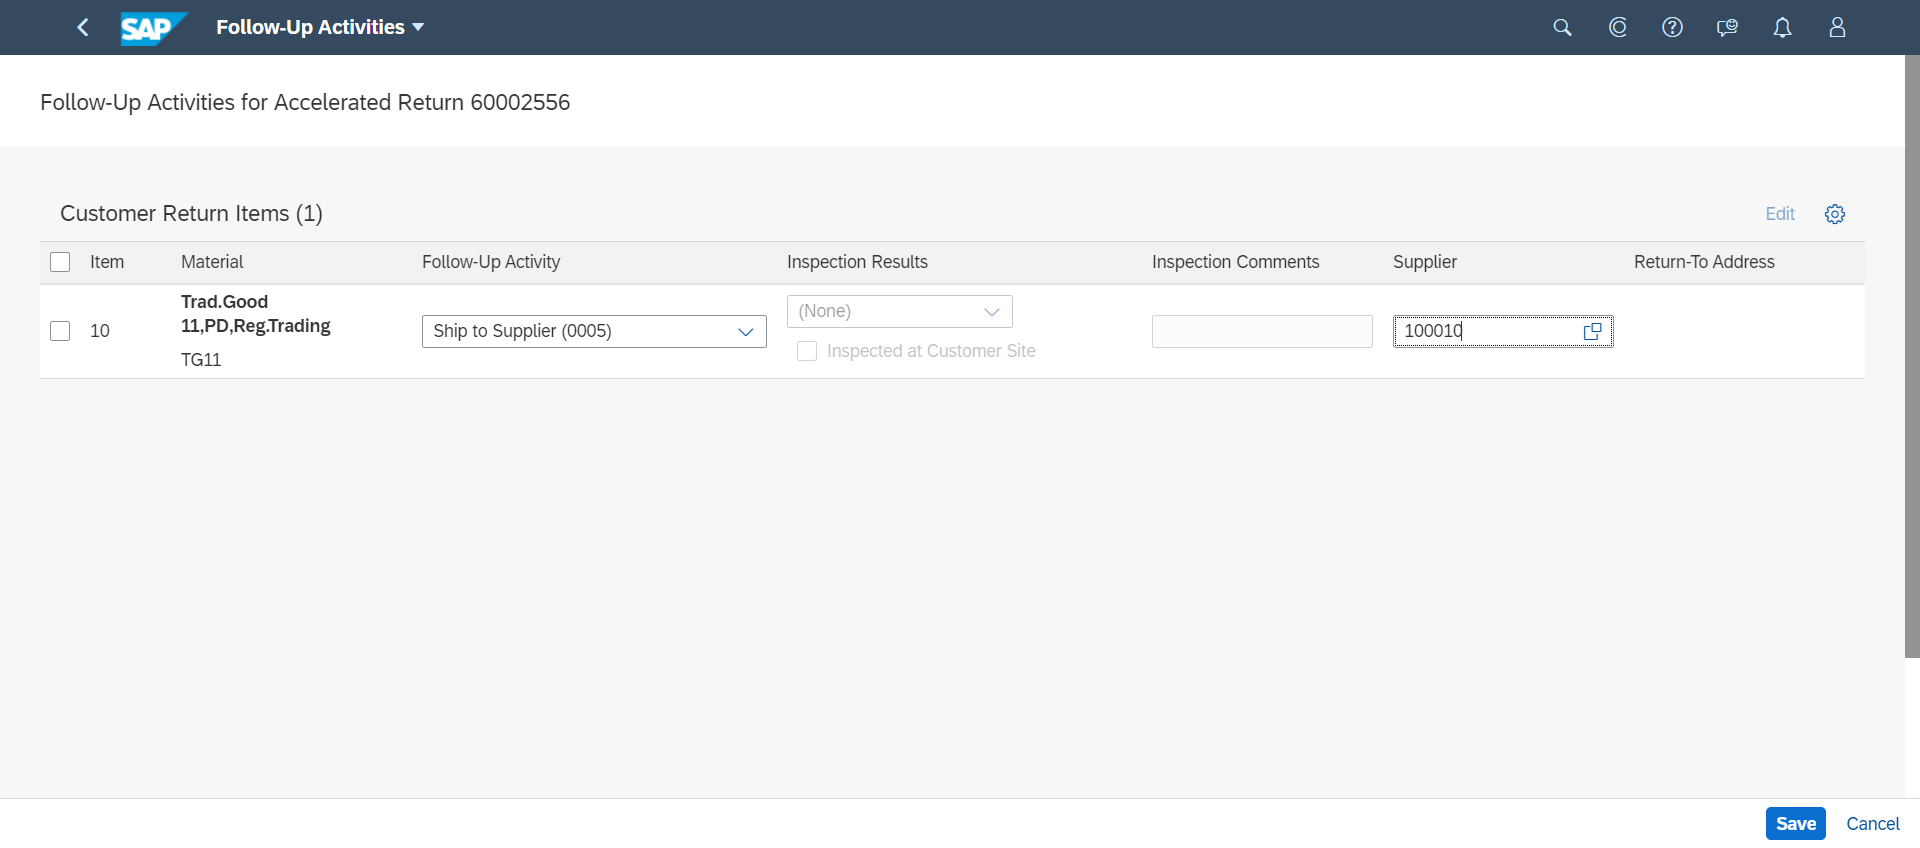 SAP Follow-Up Activities
Follow-Up Activities for Accelerated Return 60002556
Customer Return Items (1)
Edit
Item Material Follow-Up Activity Inspection Results Inspection Comments Supplier Return-To Address
10
Trad.Good
11,PD,Reg.Trading
TG11
Ship to Supplier (0005)
(None)
Inspected at Customer Site
100010
Save Cancel